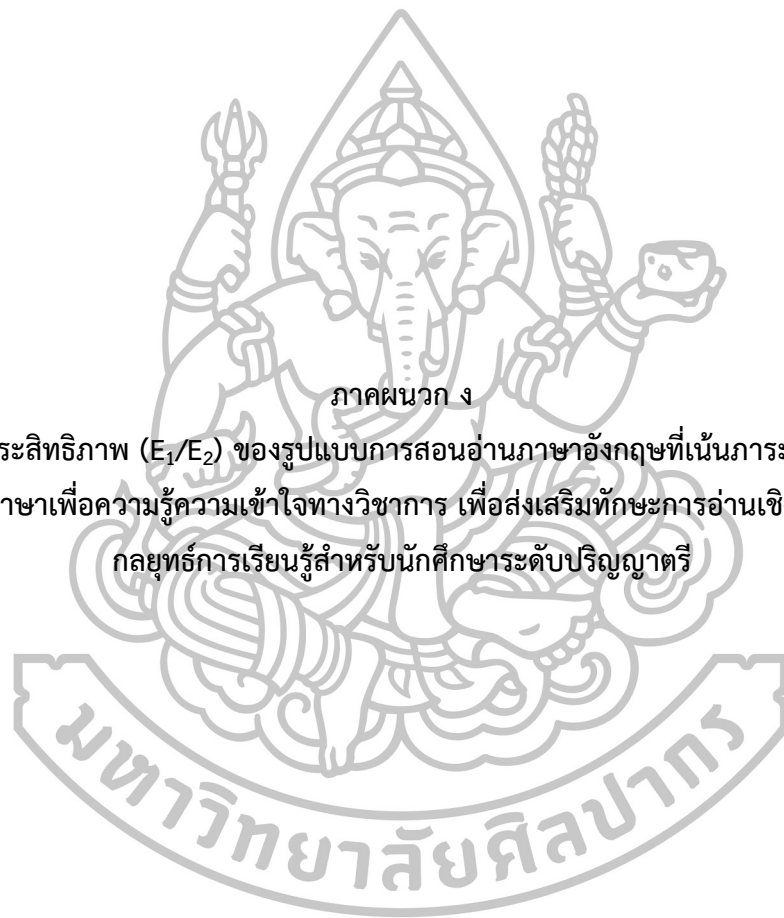 ภาคผนวก ง
ระสิทธิภาพ (E₁/E₂) ของรูปแบบการสอนอ่านภาษาอังกฤษที่เน้นภาระ
าษาเพื่อความรู้ความเข้าใจทางวิชาการ เพื่อส่งเสริมทักษะการอ่านเชิ
กลยุทธ์การเรียนรู้สำหรับนักศึกษาระดับปริญญาตรี
มหาวิทยาลัยศิลปากร